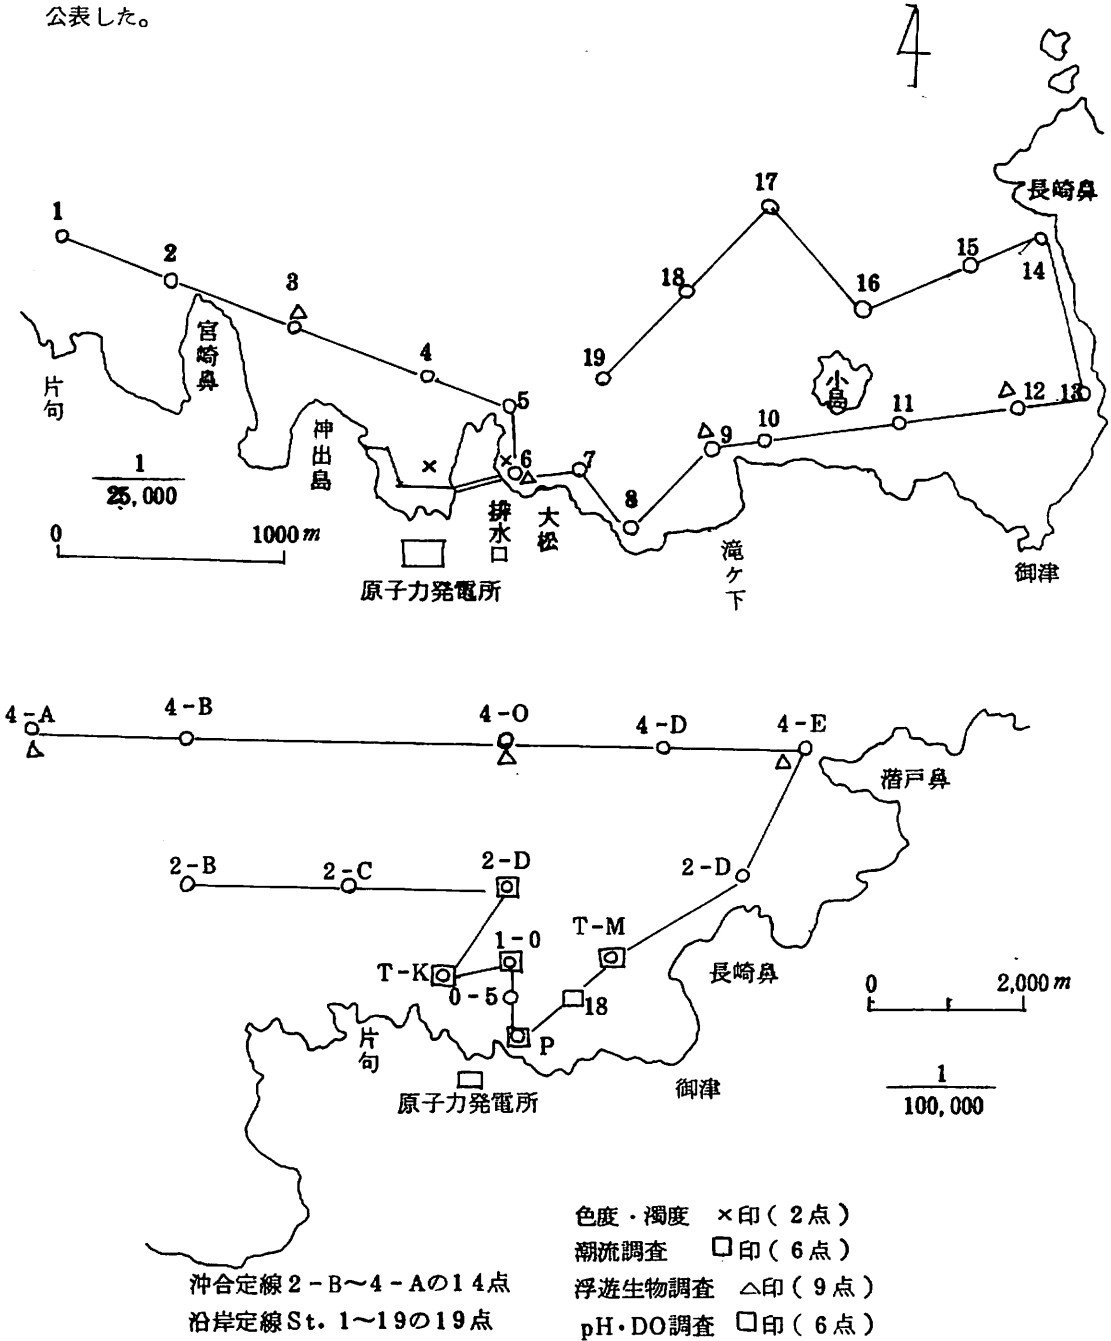 公表した。
4
1
2
3
4
5
6
7
8
9
10
11
12
13
14
15
16
17
18
19
長崎鼻
宮崎鼻
片句
沖出島
小島
排水口
大松
滝ケ下
御津
原子力発電所
1
25,000
0 1000m
4-A
4-B
4-O
4-D
4-E
潜戸鼻
2-B
2-C
2-D
2-D
T-M
1-0
T-K
0-5
18
P
長崎鼻
片句
御津
原子力発電所
0 2,000m
1
100,000
色度・濁度 ×印(2点)
潮流調査 □印(6点)
浮遊生物調査 △印(9点)
pH・DO調査 □印(6点)
沖合定線2-B~4-Aの14点
沿岸定線St. 1~19の19点